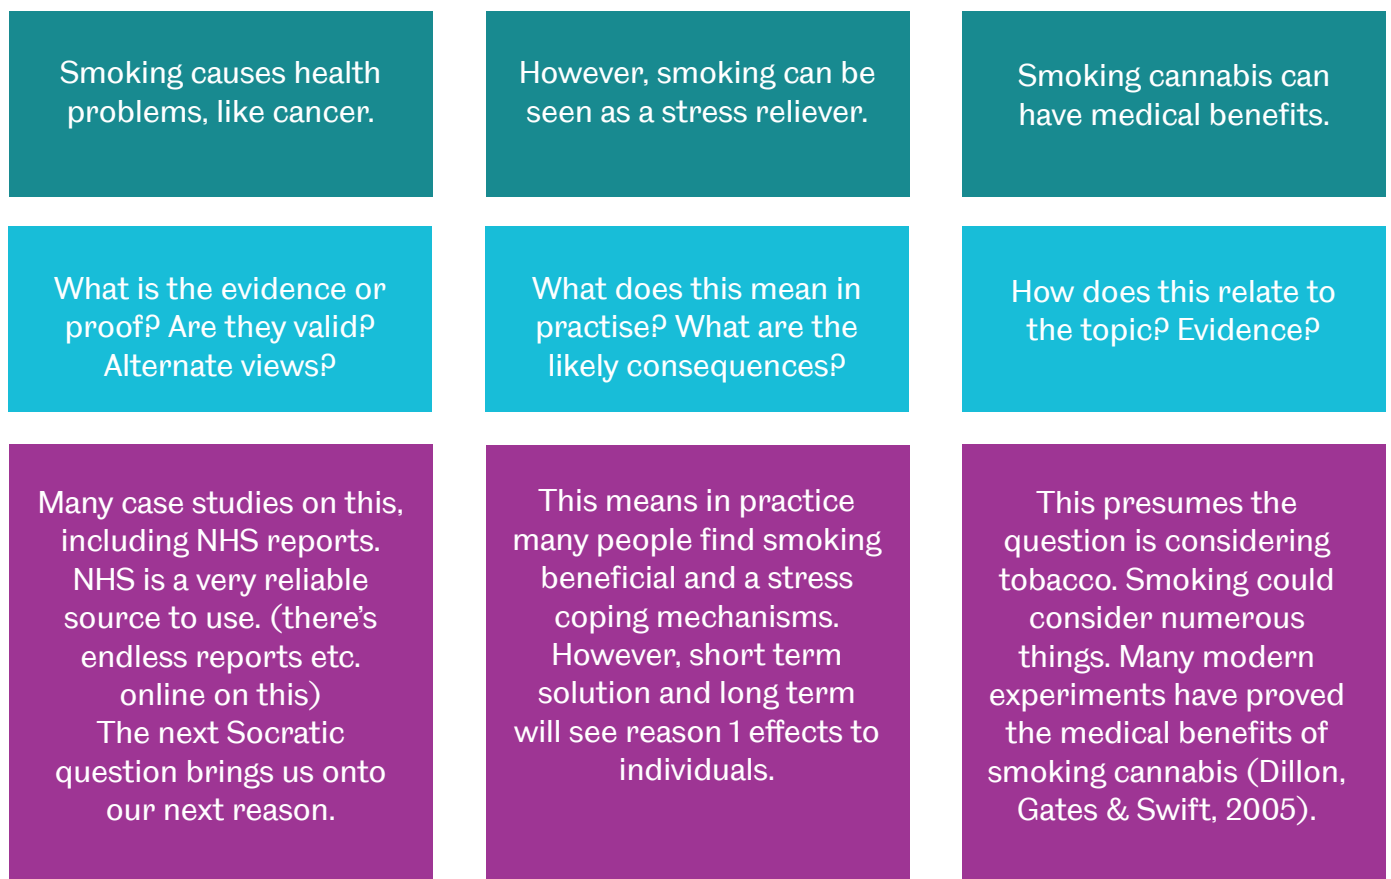 Smoking causes health
problems, like cancer.
However, smoking can be
seen as a stress reliever.
Smoking cannabis can
have medical benefits.
What is the evidence or
proof? Are they valid?
Alternate views?
What does this mean in
practise? What are the
likely consequences?
How does this relate to
the topic? Evidence?
Many case studies on this,
including NHS reports.
NHS is a very reliable
source to use. (there’s
endless reports etc.
online on this)
The next Socratic
question brings us onto
our next reason.
This means in practice
many people find smoking
beneficial and a stress
coping mechanisms.
However, short term
solution and long term
will see reason 1 effects to
individuals.
This presumes the
question is considering
tobacco. Smoking could
consider numerous
things. Many modern
experiments have proved
the medical benefits of
smoking cannabis (Dillon,
Gates & Swift, 2005).